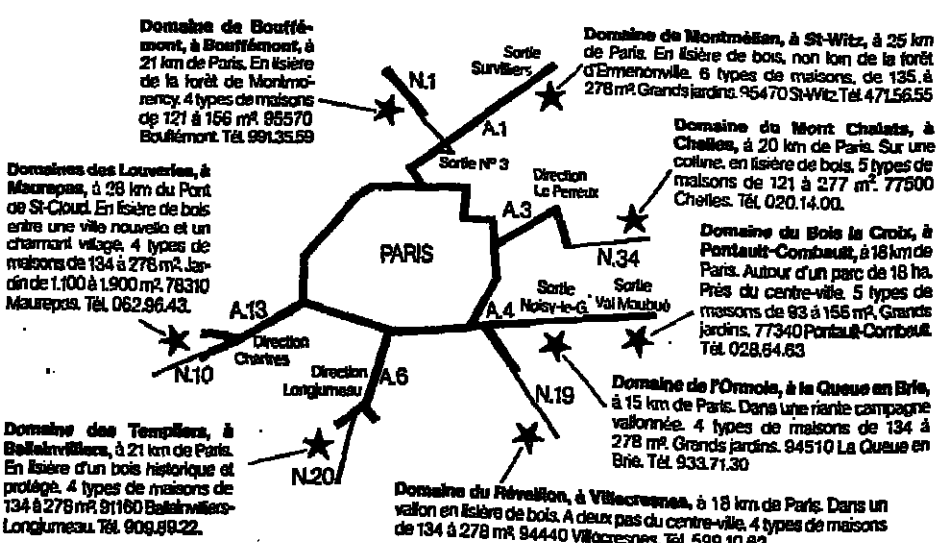 Domaine de Bouffé-
mont, à Bouffémont, à
21 km de Paris. En lisière
de la forêt de Montmo-
rency. 4 types de maisons
de 121 à 156 m². 95570
Bouffémont. Tél. 991.35.59
Domaine de Montmélian, à St-Witz, à 25 km
de Paris. En lisière de bois, non loin de la forêt
d'Ermenonville. 6 types de maisons, de 135 à
278 m². Grands jardins. 95470 St-Witz Tél. 471.56.55
Sortie
Survilliers
N.1
A.1
Sortie N° 3
Domaine du Mont Chalats, à
Chelles, à 20 km de Paris. Sur une
colline, en lisière de bois. 5 types de
maisons de 121 à 277 m². 77500
Chelles. Tél. 020.14.00.
Domaines des Louveries, à
Maurepas, à 28 km du Pont
de St-Cloud. En lisière de bois
entre une ville nouvelle et un
charmant village. 4 types de
maisons de 134 à 278 m². Jar-
din de 1.100 à 1.900 m². 78310
Maurepas. Tél. 062.96.43.
Direction
Le Perreux
A.3
N.34
PARIS
Domaine du Bois la Croix, à
Pontault-Combault, à 18 km de
Paris. Autour d'un parc de 18 ha.
Près du centre-ville. 5 types de
maisons de 93 à 156 m². Grands
jardins. 77340 Pontault-Combault.
Tél. 028.64.63
A.4
Sortie
Noisy-le-G.
Sortie
Val Maubué
A.13
Direction
Chartres
N.10
Direction
Longjumeau
A.6
N.19
N.20
Domaine de l'Ormoie, à la Queue en Brie,
à 15 km de Paris. Dans une riante campagne
vallonnée. 4 types de maisons de 134 à
278 m². Grands jardins. 94510 La Queue en
Brie. Tél. 933.71.30
Domaine des Templiers, à
Ballainvilliers, à 21 km de Paris.
En lisière d'un bois historique et
protégé. 4 types de maisons de
134 à 278 m². 91160 Ballainvilliers-
Longjumeau. Tél. 909.89.22.
Domaine du Réveillon, à Villecresnes, à 18 km de Paris. Dans un
vallon en lisière de bois. A deux pas du centre-ville. 4 types de maisons
de 134 à 278 m². 94440 Villecresnes. Tél. 599.10.62